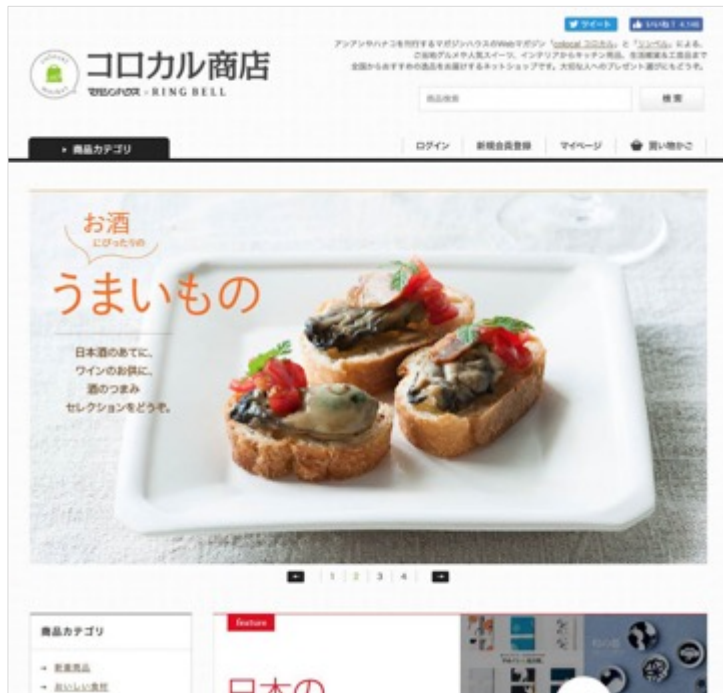 ツイート
いいね！ 4,146
アンアンやハナコを刊行するマガジンハウスのWebマガジン「colocal コロカル」と「リンベル」による、
ご当地グルメや人気スイーツ、インテリアからキッチン用品、生活雑貨&工芸品まで
全国からおすすめの逸品をお届けするネットショップです。大切な人へのプレゼント選びにもどうぞ。
colocal market
コロカル商店
マガジンハウス × RING BELL
商品検索
検索
商品カテゴリ
ログイン
新規会員登録
マイページ
買い物かご
お酒
にぴったりの
うまいもの
日本酒のあてに、
ワインのお供に、
酒のつまみ
セレクションをどうぞ。
1 2 3 4
商品カテゴリ
feature
→ 新着商品
→ おいしい食材
日本の